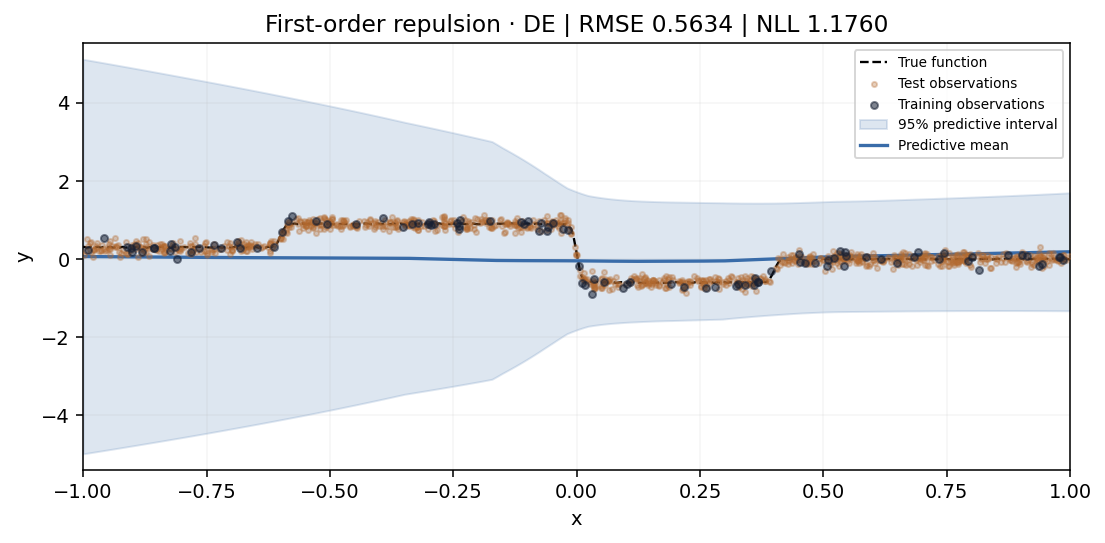 First-order repulsion · DE | RMSE 0.5634 | NLL 1.1760
True function
Test observations
Training observations
95% predictive interval
Predictive mean
y
4
2
0
−2
−4
−1.00 −0.75 −0.50 −0.25 0.00 0.25 0.50 0.75 1.00
x